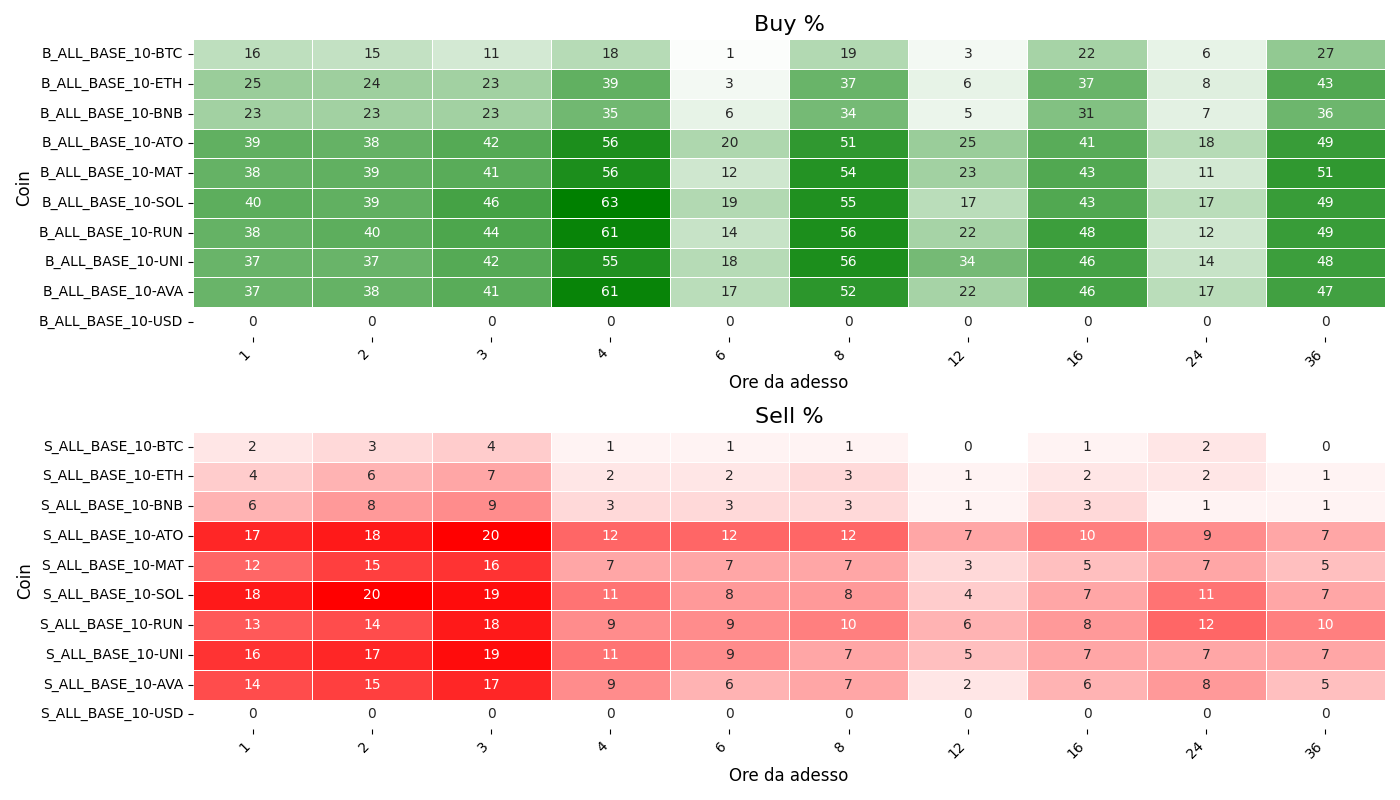 Buy %
Coin
B_ALL_BASE_10-BTC 16 15 11 18 1 19 3 22 6 27
B_ALL_BASE_10-ETH 25 24 23 39 3 37 6 37 8 43
B_ALL_BASE_10-BNB 23 23 23 35 6 34 5 31 7 36
B_ALL_BASE_10-ATO 39 38 42 56 20 51 25 41 18 49
B_ALL_BASE_10-MAT 38 39 41 56 12 54 23 43 11 51
B_ALL_BASE_10-SOL 40 39 46 63 19 55 17 43 17 49
B_ALL_BASE_10-RUN 38 40 44 61 14 56 22 48 12 49
B_ALL_BASE_10-UNI 37 37 42 55 18 56 34 46 14 48
B_ALL_BASE_10-AVA 37 38 41 61 17 52 22 46 17 47
B_ALL_BASE_10-USD 0 0 0 0 0 0 0 0 0 0
1 2 3 4 6 8 12 16 24 36
Ore da adesso
Sell %
Coin
S_ALL_BASE_10-BTC 2 3 4 1 1 1 0 1 2 0
S_ALL_BASE_10-ETH 4 6 7 2 2 3 1 2 2 1
S_ALL_BASE_10-BNB 6 8 9 3 3 3 1 3 1 1
S_ALL_BASE_10-ATO 17 18 20 12 12 12 7 10 9 7
S_ALL_BASE_10-MAT 12 15 16 7 7 7 3 5 7 5
S_ALL_BASE_10-SOL 18 20 19 11 8 8 4 7 11 7
S_ALL_BASE_10-RUN 13 14 18 9 9 10 6 8 12 10
S_ALL_BASE_10-UNI 16 17 19 11 9 7 5 7 7 7
S_ALL_BASE_10-AVA 14 15 17 9 6 7 2 6 8 5
S_ALL_BASE_10-USD 0 0 0 0 0 0 0 0 0 0
1 2 3 4 6 8 12 16 24 36
Ore da adesso